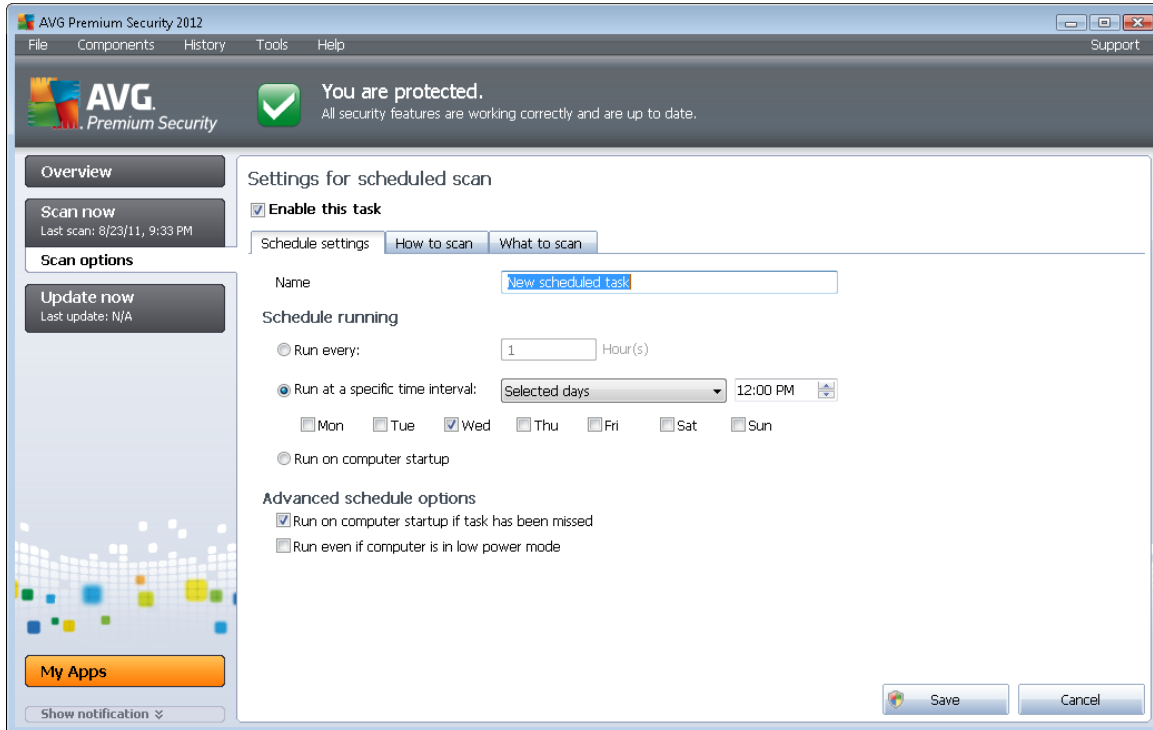 AVG Premium Security 2012
File Components History Tools Help Support
AVG.
Premium Security
You are protected.
All security features are working correctly and are up to date.
Overview
Scan now
Last scan: 8/23/11, 9:33 PM
Scan options
Update now
Last update: N/A
My Apps
Show notification
Settings for scheduled scan
Enable this task
Schedule settings How to scan What to scan
Name New scheduled task
Schedule running
Run every: 1 Hour(s)
Run at a specific time interval: Selected days 12:00 PM
Mon Tue Wed Thu Fri Sat Sun
Run on computer startup
Advanced schedule options
Run on computer startup if task has been missed
Run even if computer is in low power mode
Save Cancel